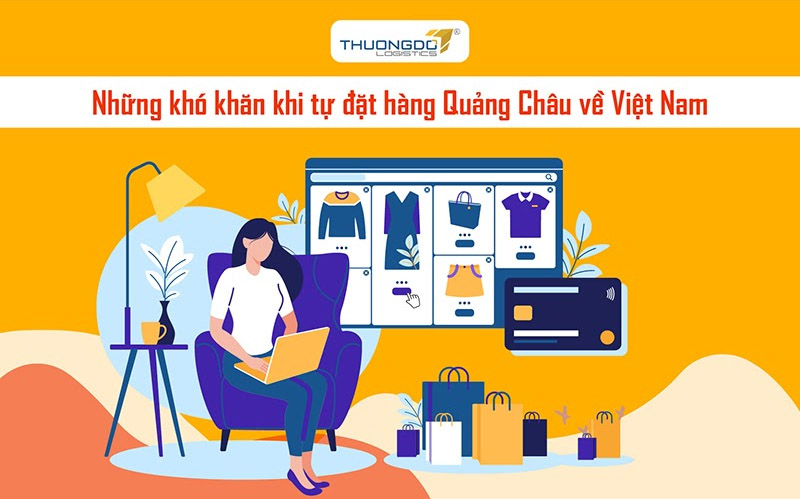 THUONGDO
LOGISTICS
®
Những khó khăn khi tự đặt hàng Quảng Châu về Việt Nam